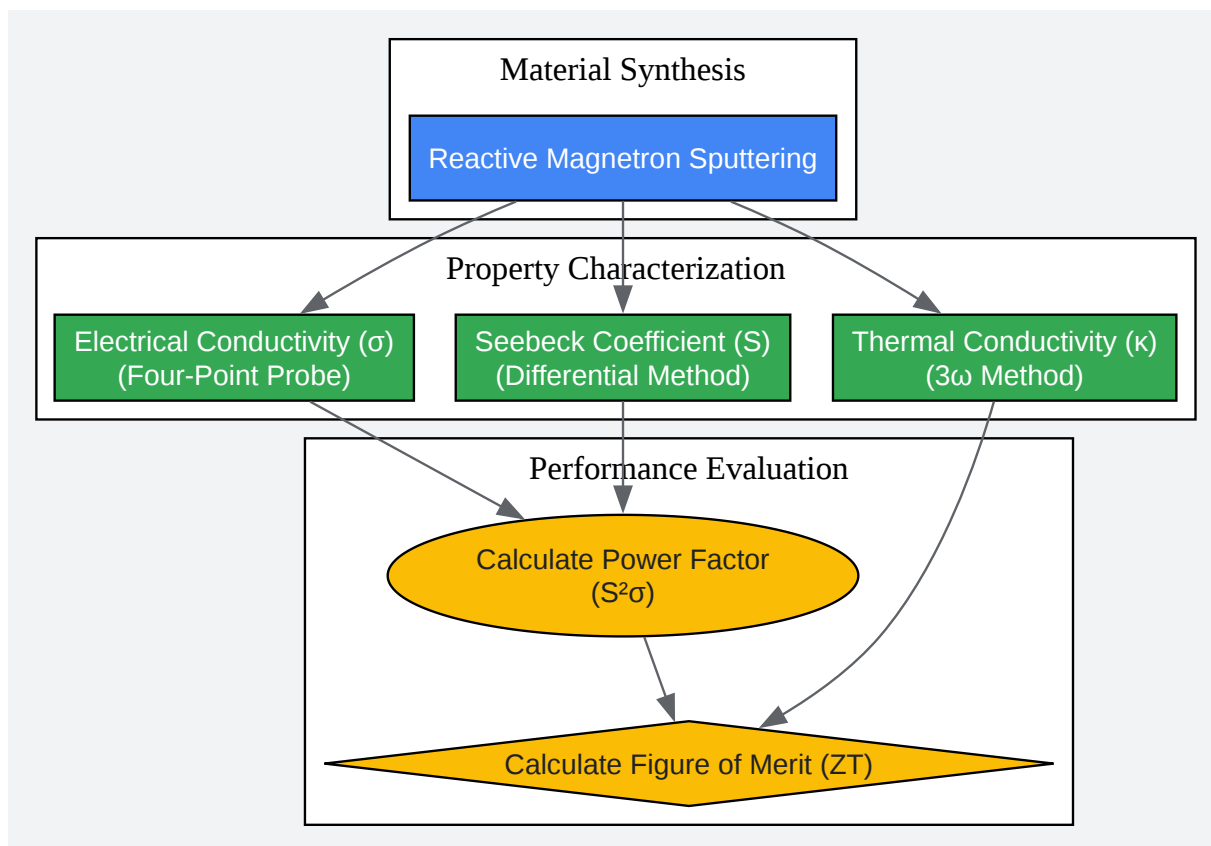 Material Synthesis
Reactive Magnetron Sputtering
Property Characterization
Electrical Conductivity (σ)
(Four-Point Probe)
Seebeck Coefficient (S)
(Differential Method)
Thermal Conductivity (κ)
(3ω Method)
Performance Evaluation
Calculate Power Factor
(S²σ)
Calculate Figure of Merit (ZT)